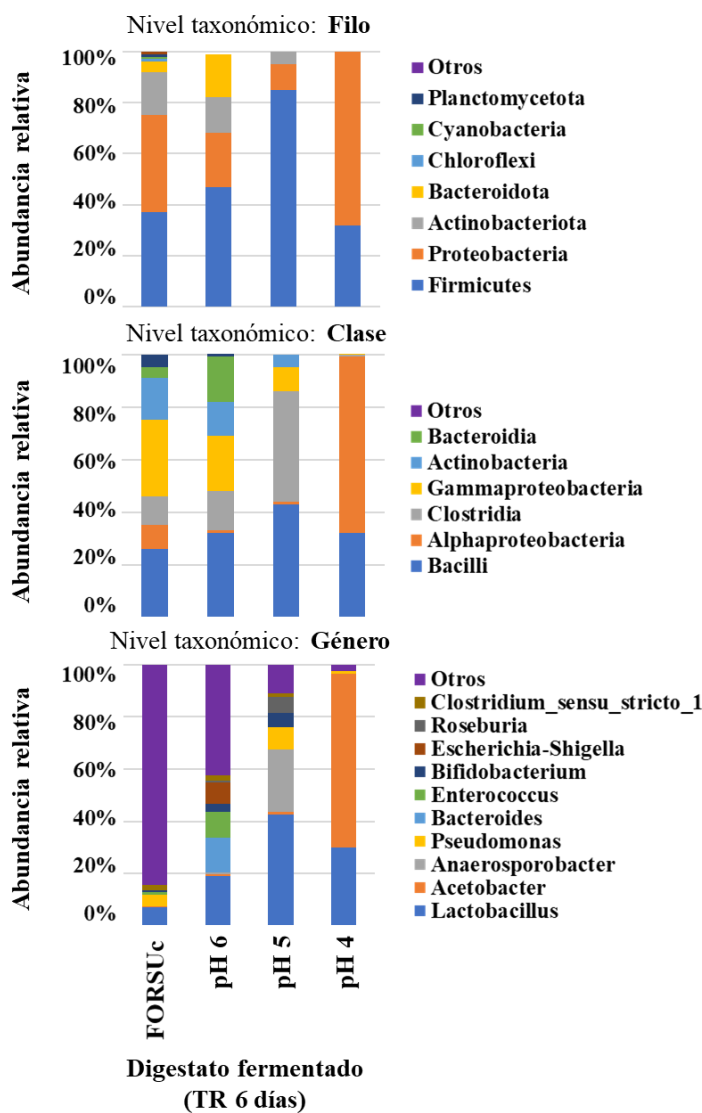 Nivel taxonómico: Filo
Abundancia relativa
100%
80%
60%
40%
20%
0%
Otros
Planctomycetota
Cyanobacteria
Chloroflexi
Bacteroidota
Actinobacteriota
Proteobacteria
Firmicutes
Nivel taxonómico: Clase
Abundancia relativa
100%
80%
60%
40%
20%
0%
Otros
Bacteroidia
Actinobacteria
Gammaproteobacteria
Clostridia
Alphaproteobacteria
Bacilli
Nivel taxonómico: Género
Abundancia relativa
100%
80%
60%
40%
20%
0%
Otros
Clostridium_sensu_stricto_1
Roseburia
Escherichia-Shigella
Bifidobacterium
Enterococcus
Bacteroides
Pseudomonas
Anaerosporobacter
Acetobacter
Lactobacillus
FORSUc
pH 6
pH 5
pH 4
Digestato fermentado
(TR 6 días)